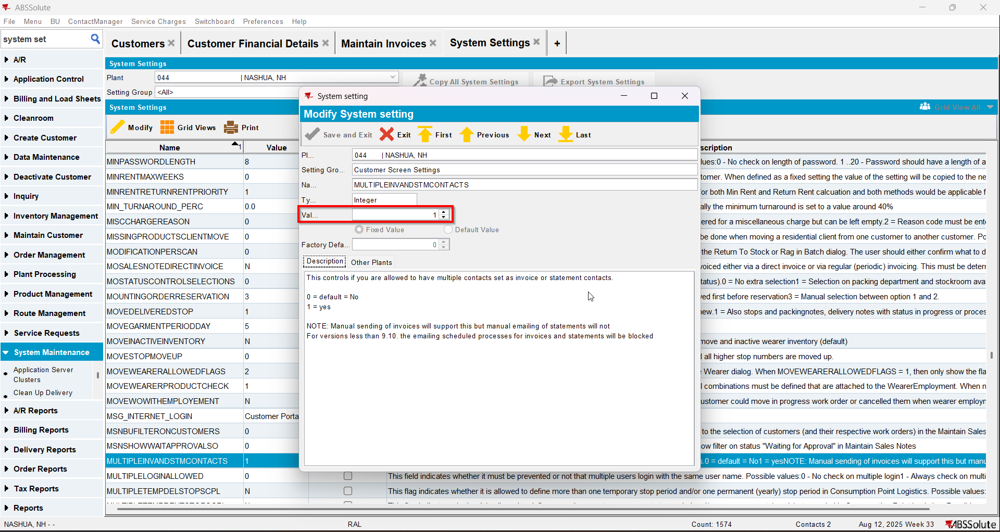 ABSSolute
File Menu BU ContactManager Service Charges Switchboard Preferences Help
system set
Customers Customer Financial Details Maintain Invoices System Settings +
A/R
Application Control
Billing and Load Sheets
Cleanroom
Create Customer
Data Maintenance
Deactivate Customer
Inquiry
Inventory Management
Maintain Customer
Order Management
Plant Processing
Product Management
Route Management
Service Requests
System Maintenance
Application Server
Clusters
Clean Up Delivery
A/R Reports
Billing Reports
Delivery Reports
Order Reports
Tax Reports
Reports
System Settings
Plant 044 | NASHUA, NH Copy All System Settings Export System Settings
Setting Group <All>
System Settings Grid View All
Modify Grid Views Print
Name 1 Value scription
MINPASSWORDLENGTH 8 lues:0 - No check on length of password. 1 ..20 - Password should have a length of a
MINRENTMAXWEEKS 0 tomer. When defined as a fixed setting the value of the setting will be copied to the ne
MINRENTRETURNRENTPRIORITY 1 or both Min Rent and Return Rent calcuation and both methods would be applicable f
MIN_TURNAROUND_PERC 0.0 ally the minimum turnaround is set to a value around 40%
MISCCHARGEREASON 0 ered for a miscellaneous charge but can be left empty.2 = Reason code must be ent
MISSINGPRODUCTSCLIENTMOVE 0 be done when moving a residential client from one customer to another customer. Po
MODIFICATIONPERSCAN 0 the Return To Stock or Rag in Batch dialog. The user should either confirm what to d
MOSALESNOTEDIRECTINVOICE N voiced either via a direct invoice or via regular (periodic) invoicing. This must be deter
MOSTATUSCONTROLSELECTIONS 0 tatus).0 = No extra selection1 = Selection on packing department and stockroom ava
MOUNTINGORDERRESERVATION 3 ved first before reservation3 = Manual selection between option 1 and 2.
MOVEDELIVEREDSTOP 1 ew.1 = Also stops and packingnotes, delivery notes with status in progress or proces
MOVEGARMENTPERIODDAY 5
MOVEINACTIVEINVENTORY N move and inactive wearer inventory (default)
MOVESTOPMOVEUP 0 all higher stop numbers are moved up.
MOVEWEARERALLOWEDFLAGS 2 Wearer dialog. When MOVEWEARERALLOWEDFLAGS = 1, then only show the fla
MOVEWEARERPRODUCTCHECK 1 l combinations must be defined that are attached to the WearerEmployment. When n
MOVEWOWITHEMPLOYEMENT N ustomer could move in progress work order or cancelled them when wearer employn
MSG_INTERNET_LOGIN Customer Porta
MSNBUFILTERONCUSTOMERS 0 to the selection of customers (and their respective work orders) in the Maintain Sales
MSNSHOWWAITAPPROVALSO 0 ow filter on status "Waiting for Approval" in Maintain Sales Notes
MULTIPLEINVANDSTMCONTACTS 1 s.0 = default = No1 = yesNOTE: Manual sending of invoices will support this but manu
MULTIPLELOGINALLOWED 0 This field indicates whether it must be prevented or not that multiple users login with the same user name. Possible values:0 - No check on multiple login1 - Always check on multi
MULTIPLETEMPDELSTOPSCPL N This flag indicates whether it is allowed to define more than one temporary stop period and/or one permanent (yearly) stop period in Consumption Point Logistics. Possible values:
System setting
Modify System setting
Save and Exit Exit First Previous Next Last
Pl... 044 | NASHUA, NH
Setting Gro... Customer Screen Settings
Na... MULTIPLEINVANDSTMCONTACTS
Ty... Integer
Val... 1
Fixed Value Default Value
Factory Defa... 0
Description Other Plants
This controls if you are allowed to have multiple contacts set as invoice or statement contacts.
0 = default = No
1 = yes
NOTE: Manual sending of invoices will support this but manual emailing of statements will not
For versions less than 9.10. the emailing scheduled processes for invoices and statements will be blocked
NASHUA, NH - - RAL Count: 1574 Contacts 2 Aug 12, 2025 Week 33 ABSSolute